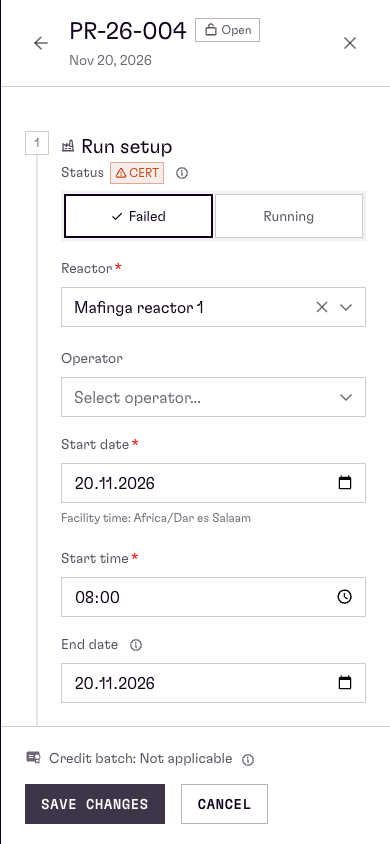 PR-26-004 Open
Nov 20, 2026
1 Run setup
Status CERT
Failed Running
Reactor*
Mafinga reactor 1
Operator
Select operator...
Start date*
20.11.2026
Facility time: Africa/Dar es Salaam
Start time*
08:00
End date
20.11.2026
Credit batch: Not applicable
SAVE CHANGES CANCEL